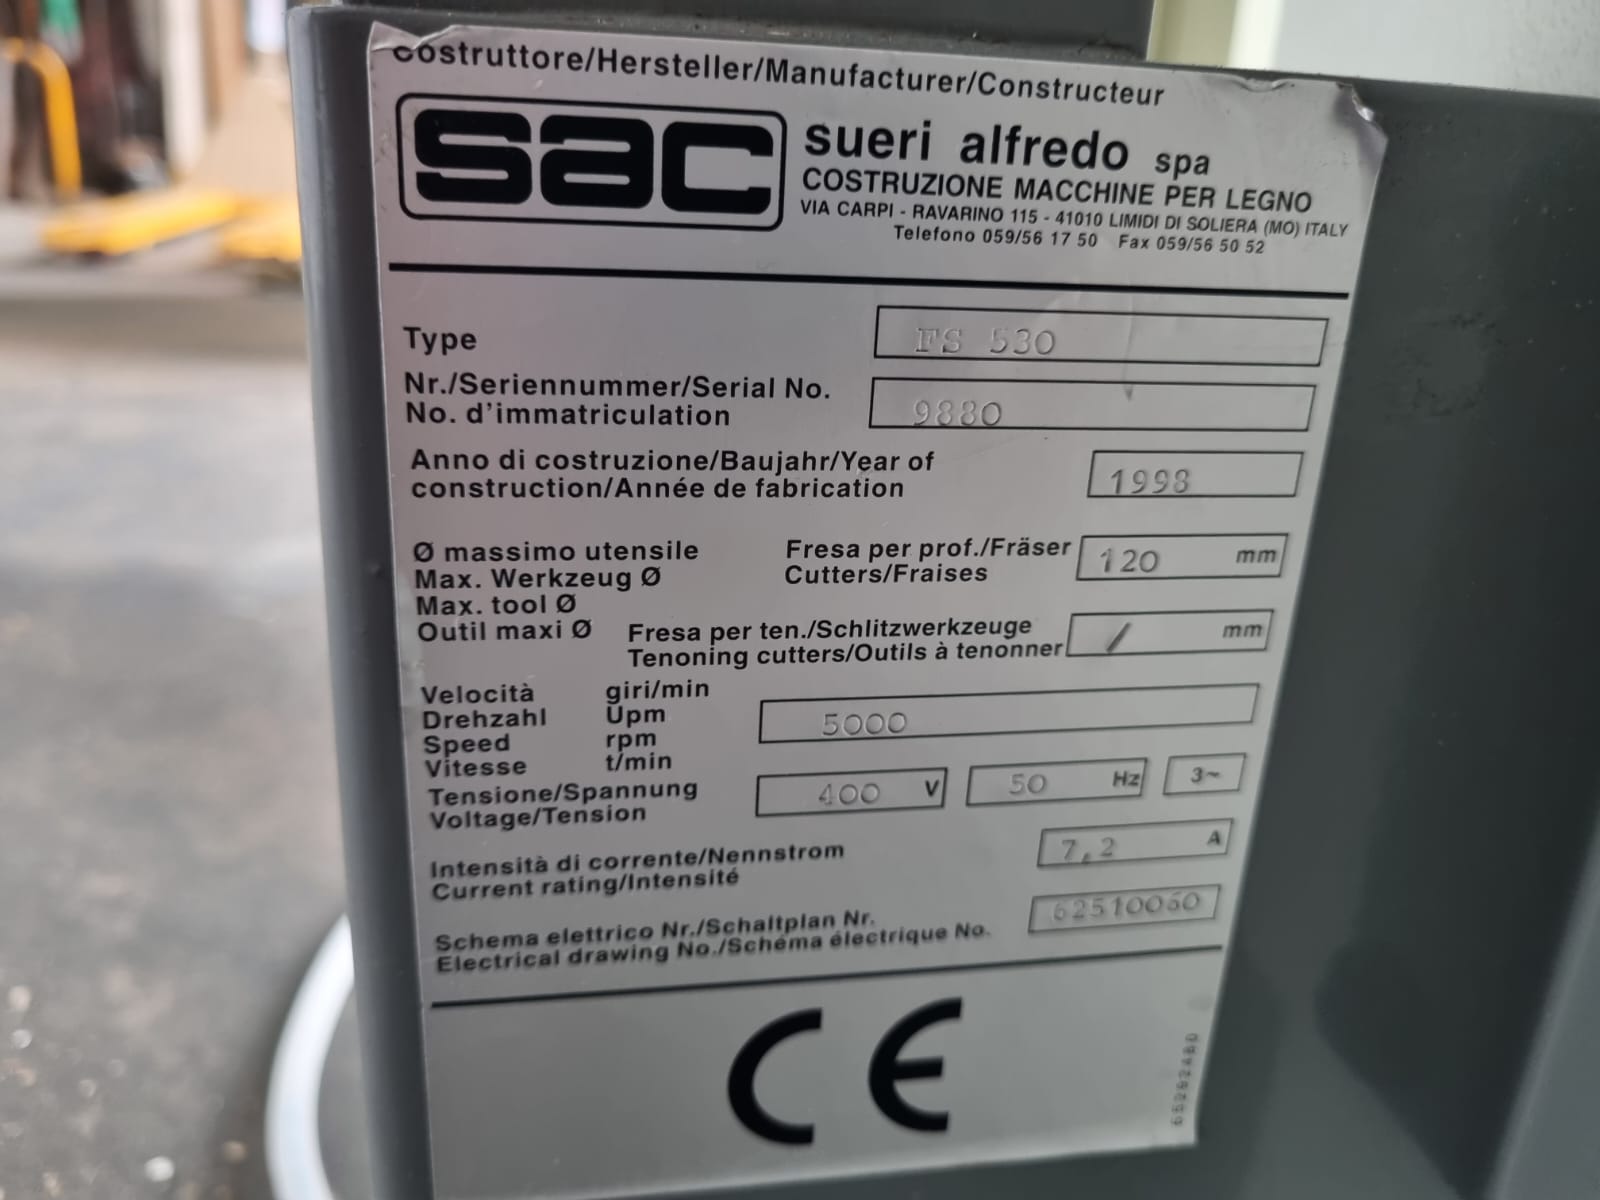 Costruttore/Hersteller/Manufacturer/Constructeur
sac
sueri alfredo spa
COSTRUZIONE MACCHINE PER LEGNO
VIA CARPI - RAVARINO 115 - 41010 LIMIDI DI SOLIERA (MO) ITALY
Telefono 059/56 17 50 Fax 059/56 50 52
Type FS 530
Nr./Seriennummer/Serial No.
No. d'immatriculation 9880
Anno di costruzione/Baujahr/Year of
construction/Année de fabrication 1998
Ø massimo utensile
Max. Werkzeug Ø
Max. tool Ø
Outil maxi Ø
Fresa per prof./Fräser
Cutters/Fraises 120 mm
Fresa per ten./Schlitzwerkzeuge
Tenoning cutters/Outils à tenonner / mm
Velocità giri/min
Drehzahl Upm
Speed rpm
Vitesse t/min
5000
Tensione/Spannung
Voltage/Tension
400 V 50 Hz 3~
Intensità di corrente/Nennstrom
Current rating/Intensité
7,2 A
Schema elettrico Nr./Schaltplan Nr.
Electrical drawing No./Schéma électrique No.
62510060
CE